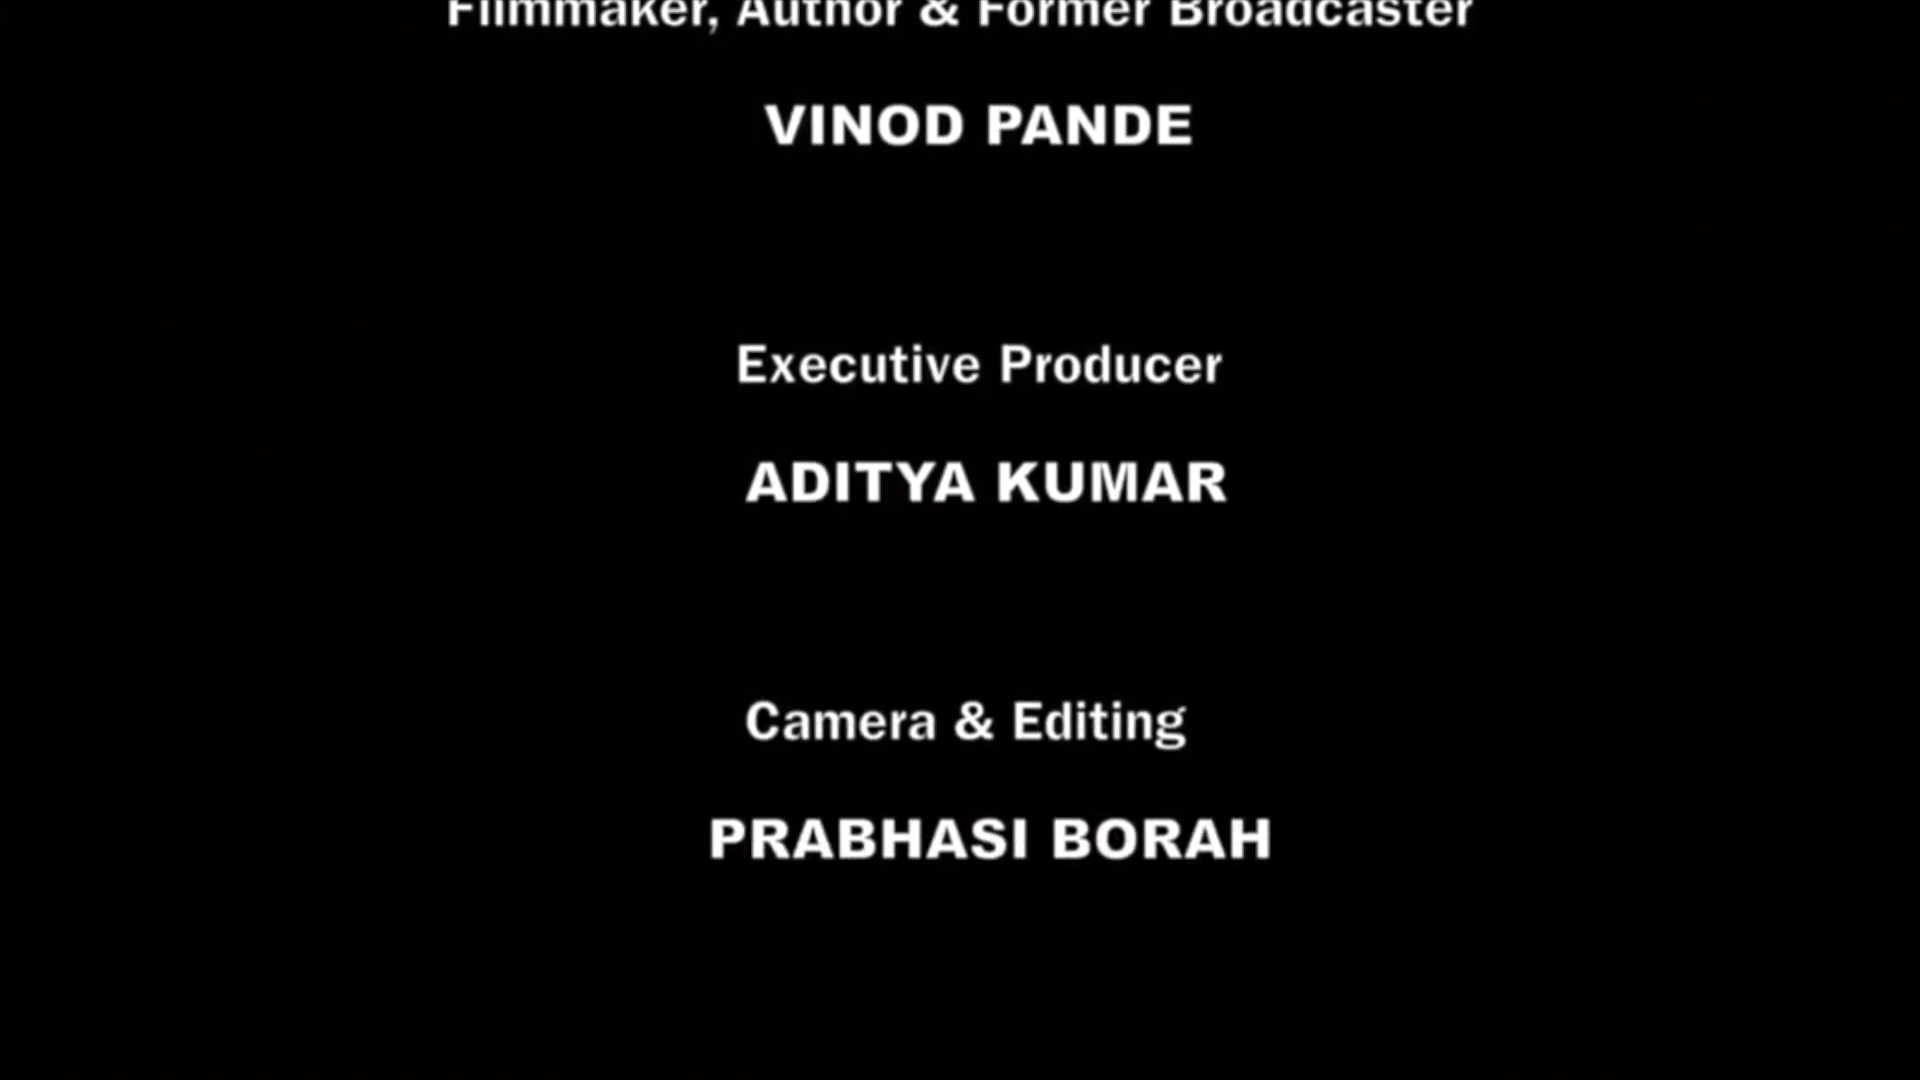 Filmmaker, Author & Former Broadcaster
VINOD PANDE
Executive Producer
ADITYA KUMAR
Camera & Editing
PRABHASI BORAH